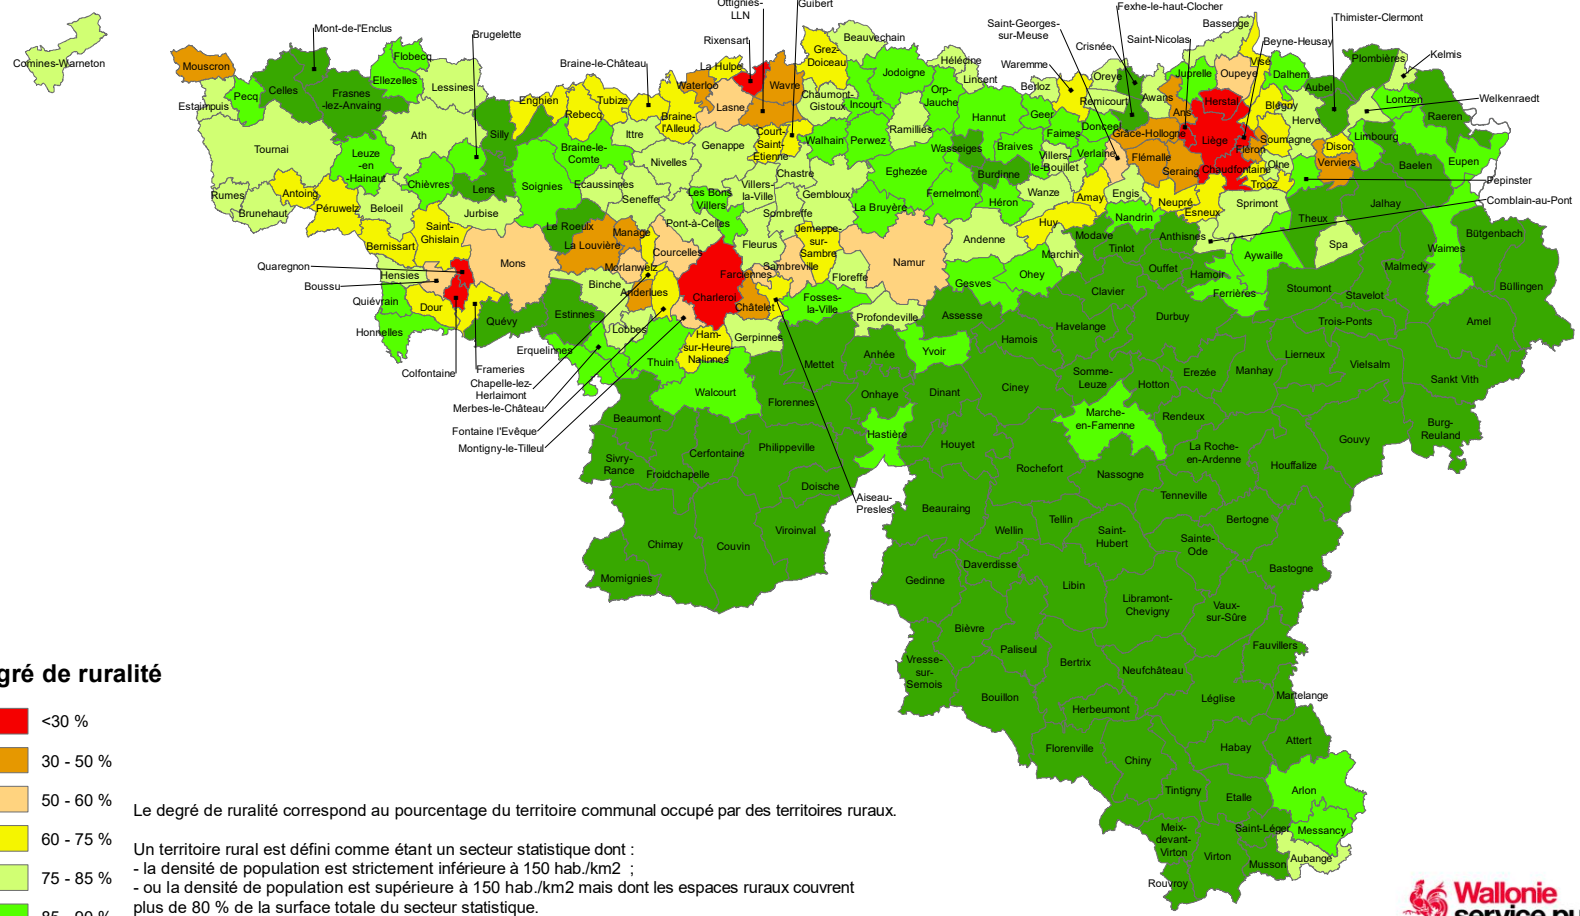 Ottignies-
LLN
Guibert
Fexhe-le-haut-Clocher
Saint-Georges-
sur-Meuse
Bassenge
Thimister-Clermont
Mont-de-l'Enclus
Brugelette
Rixensart
Beauvechain
Crisnée
Saint-Nicolas
Beyne-Heusay
Comines-Warneton
Mouscron
Flobecq
Braine-le-Château
La Hulpe
Grez-
Doiceau
Hélécine
Waremme
Visé
Plombières
Kelmis
Ellezelles
Lessines
Waterloo
Wavre
Jodoigne
Lincent
Berloz
Oreye
Juprelle
Oupeye
Dalhem
Aubel
Pecq
Celles
Frasnes
-lez-Anvaing
Enghien
Tubize
Lasne
Chaumont-
Gistoux
Incourt
Orp-
Jauche
Remicourt
Awans
Herstal
Blégny
Lontzen
Welkenraedt
Estaimpuis
Rebecq
Braine-
l'Alleud
Hannut
Geer
Ans
Herve
Raeren
Silly
Ath
Ittre
Court-
Saint-
Etienne
Walhain
Perwez
Ramillies
Faimes
Donceel
Grâce-Hollogne
Liège
Soumagne
Limbourg
Tournai
Leuze
-en
-Hainaut
Braine-le-
Comte
Genappe
Wasseiges
Braives
Verlaine
Fléron
Dison
Nivelles
Villers-
le-Bouillet
Flémalle
Olne
Verviers
Eupen
Chastre
Eghezée
Burdinne
Seraing
Chaudfontaine
Baelen
Chièvres
Lens
Soignies
Ecaussinnes
Villers-
la-Ville
Trooz
Pepinster
Rumes
Antoing
Seneffe
Les Bons
Villers
Gembloux
Fernelmont
Wanze
Engis
Amay
Neupré
Esneux
Sprimont
Comblain-au-Pont
Brunehaut
Péruwelz
Beloeil
Jurbise
Sombreffe
La Bruyère
Héron
Jalhay
Pont-à-Celles
Huy
Nandrin
Theux
Saint-
Ghislain
Le Roeulx
Manage
Jemeppe-
sur-
Sambre
Andenne
Modave
Anthisnes
Bütgenbach
Bernissart
La Louvière
Courcelles
Fleurus
Tinlot
Spa
Waimes
Quaregnon
Mons
Morlanwelz
Sambreville
Namur
Marchin
Aywaille
Malmedy
Boussu
Hensies
Binche
Farciennes
Floreffe
Ohey
Ouffet
Hamoir
Büllingen
Gesves
Clavier
Ferrières
Stoumont
Stavelot
Quiévrain
Dour
Anderlues
Charleroi
Châtelet
Fosses-
la-Ville
Profondeville
Assesse
Durbuy
Trois-Ponts
Amel
Honnelles
Quévy
Estinnes
Lobbes
Ham-
sur-Heure-
Nalinnes
Gerpinnes
Havelange
Hamois
Erquelinnes
Thuin
Mettet
Anhée
Yvoir
Lierneux
Vielsalm
Colfontaine
Frameries
Chapelle-lez-
Herlaimont
Merbes-le-Château
Fontaine l'Evêque
Montigny-le-Tilleul
Somme-
Leuze
Hotton
Erezée
Manhay
Sankt Vith
Walcourt
Florennes
Onhaye
Dinant
Ciney
Beaumont
Marche-
en-Famenne
Rendeux
Burg-
Reuland
Hastière
Houyet
Gouvy
Sivry-
Rance
Cerfontaine
Philippeville
Rochefort
La Roche-
en-Ardenne
Houffalize
Froidchapelle
Nassogne
Doische
Aiseau-
Presles
Tenneville
Beauraing
Tellin
Bertogne
Viroinval
Wellin
Saint-
Hubert
Sainte-
Ode
Chimay
Couvin
Daverdisse
Bastogne
Momignies
Gedinne
Libin
Libramont-
Chevigny
Vaux-
sur-Sûre
Bièvre
Paliseul
Fauvillers
Vresse-
sur-
Semois
Bertrix
Neufchâteau
Bouillon
Léglise
Martelange
Herbeumont
Attert
Florenville
Chiny
Habay
Tintigny
Etalle
Arlon
Meix-
devant-
Virton
Saint-Léger
Messancy
Virton
Musson
Aubange
Rouvroy
gré de ruralité
<30 %
30 - 50 %
50 - 60 %
60 - 75 %
75 - 85 %
85 - 90 %
Le degré de ruralité correspond au pourcentage du territoire communal occupé par des territoires ruraux.
Un territoire rural est défini comme étant un secteur statistique dont :
- la densité de population est strictement inférieure à 150 hab./km2 ;
- ou la densité de population est supérieure à 150 hab./km2 mais dont les espaces ruraux couvrent
plus de 80 % de la surface totale du secteur statistique.
Wallonie
service pu